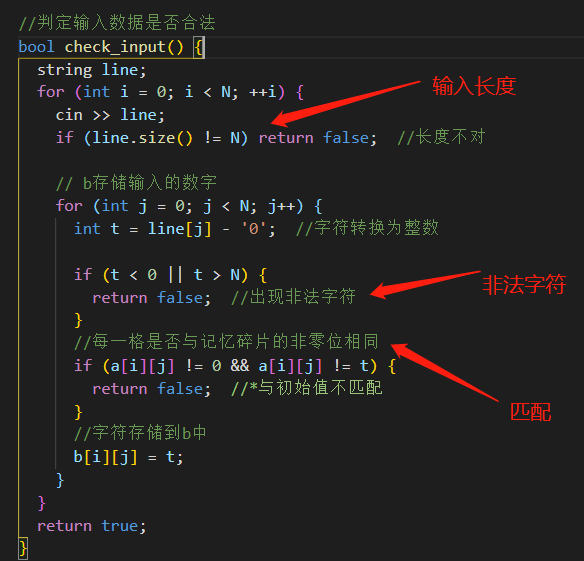 //判定输入数据是否合法
bool check_input() {
string line;
for (int i = 0; i < N; ++i) {
输入长度
cin >> line;
if (line.size() != N) return false;  //长度不对
// b存储输入的数字
for (int j = 0; j < N; j++) {
int t = line[j] - '0';  //字符转换为整数
if (t < 0 || t > N) {
非法字符
return false;  //出现非法字符
}
//每一格是否与记忆碎片的非零位相同
if (a[i][j] != 0 && a[i][j] != t) {
return false;  //*与初始值不匹配
匹配
}
//字符存储到b中
b[i][j] = t;
}
}
return true;
}